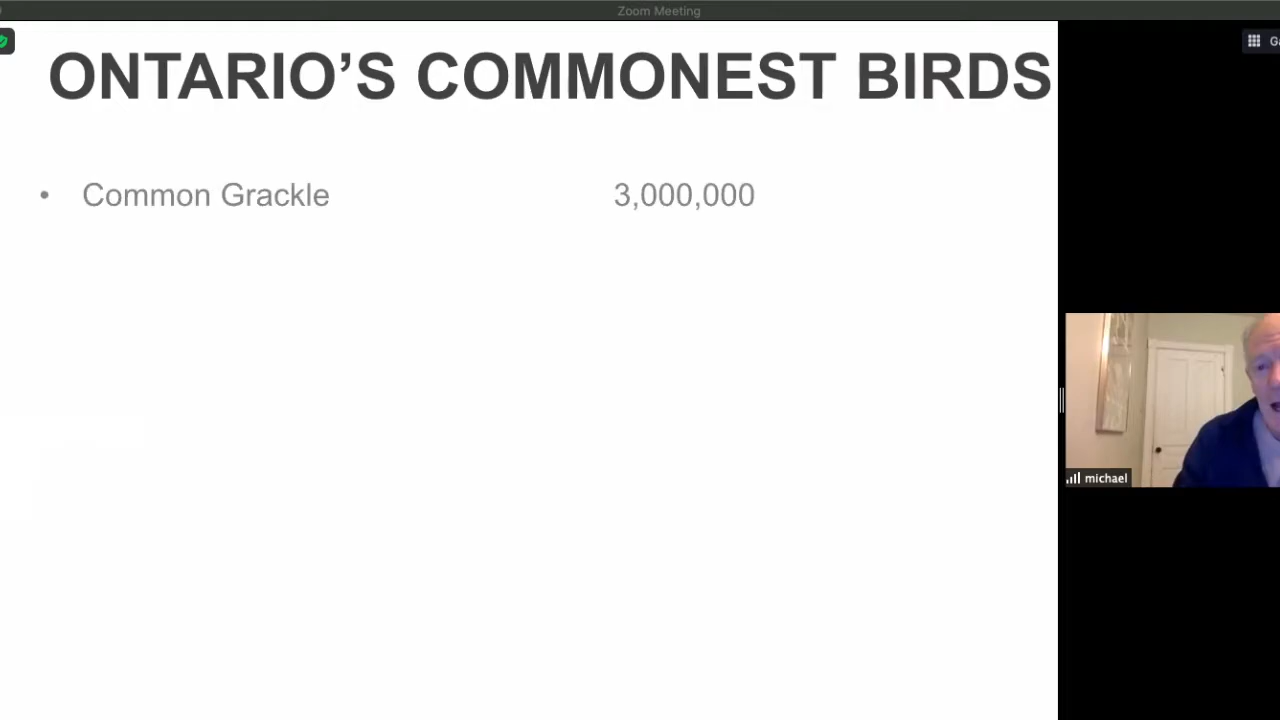 Zoom Meeting
ONTARIO’S COMMONEST BIRDS
• Common Grackle 3,000,000
michael